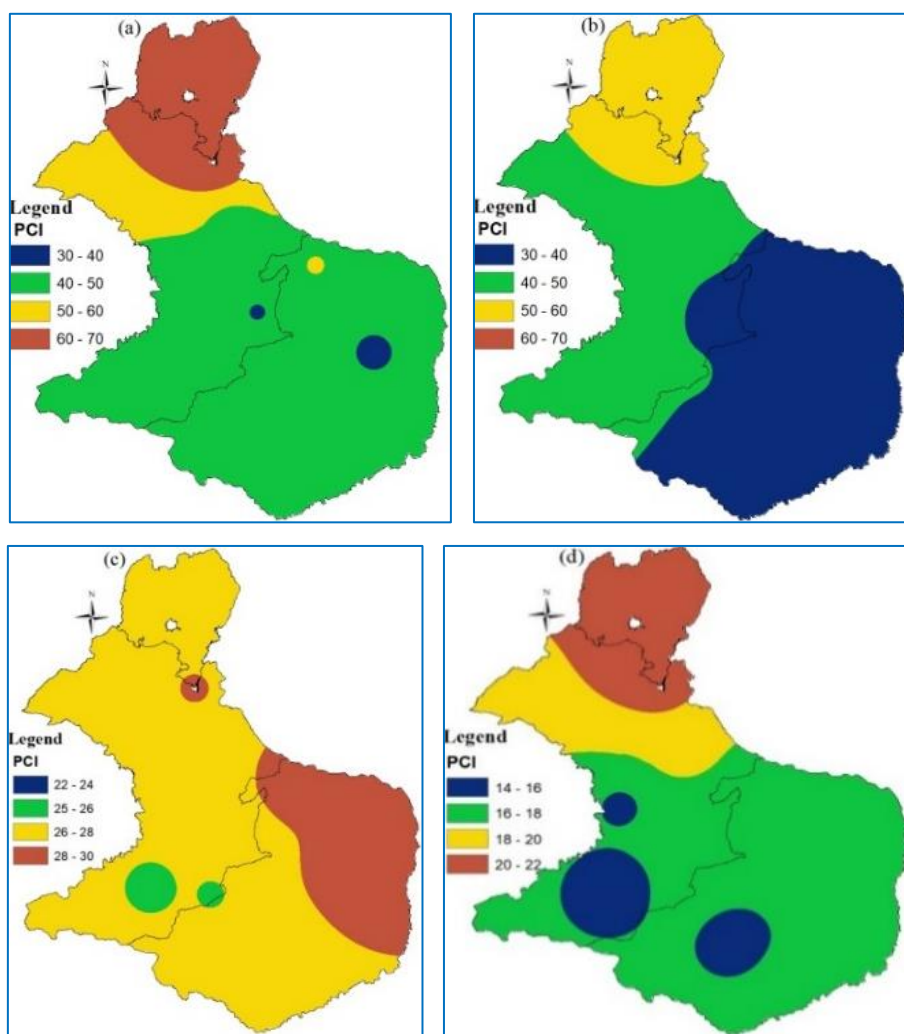 (a)
N
Legend
PCI
30 - 40
40 - 50
50 - 60
60 - 70
(b)
N
Legend
PCI
30 - 40
40 - 50
50 - 60
60 - 70
(c)
N
Legend
PCI
22 - 24
25 - 26
26 - 28
28 - 30
(d)
N
Legend
PCI
14 - 16
16 - 18
18 - 20
20 - 22